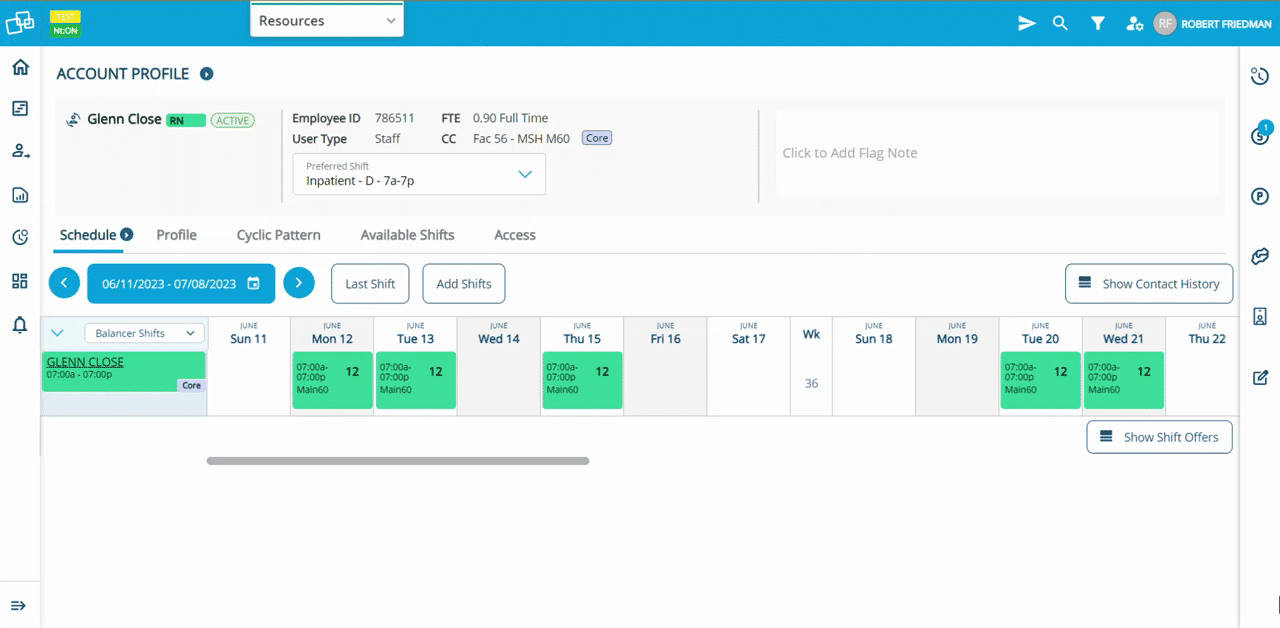 TEST
Nt:ON
Resources
RF
ROBERT FRIEDMAN
ACCOUNT PROFILE
Glenn Close RN ACTIVE
Employee ID 786511 FTE 0.90 Full Time
User Type Staff CC Fac 56 - MSH M60 Core
Preferred Shift
Inpatient - D - 7a-7p
Click to Add Flag Note
1
Schedule Profile Cyclic Pattern Available Shifts Access
06/11/2023 - 07/08/2023 Last Shift Add Shifts Show Contact History
Balancer Shifts
JUNE JUNE JUNE JUNE JUNE JUNE JUNE JUNE JUNE JUNE JUNE JUNE
Sun 11 Mon 12 Tue 13 Wed 14 Thu 15 Fri 16 Sat 17 Wk Sun 18 Mon 19 Tue 20 Wed 21 Thu 22
GLENN CLOSE
07:00a - 07:00p
Core
07:00a-
07:00p
Main60
12
07:00a-
07:00p
Main60
12
07:00a-
07:00p
Main60
12
36
07:00a-
07:00p
Main60
12
07:00a-
07:00p
Main60
12
Show Shift Offers